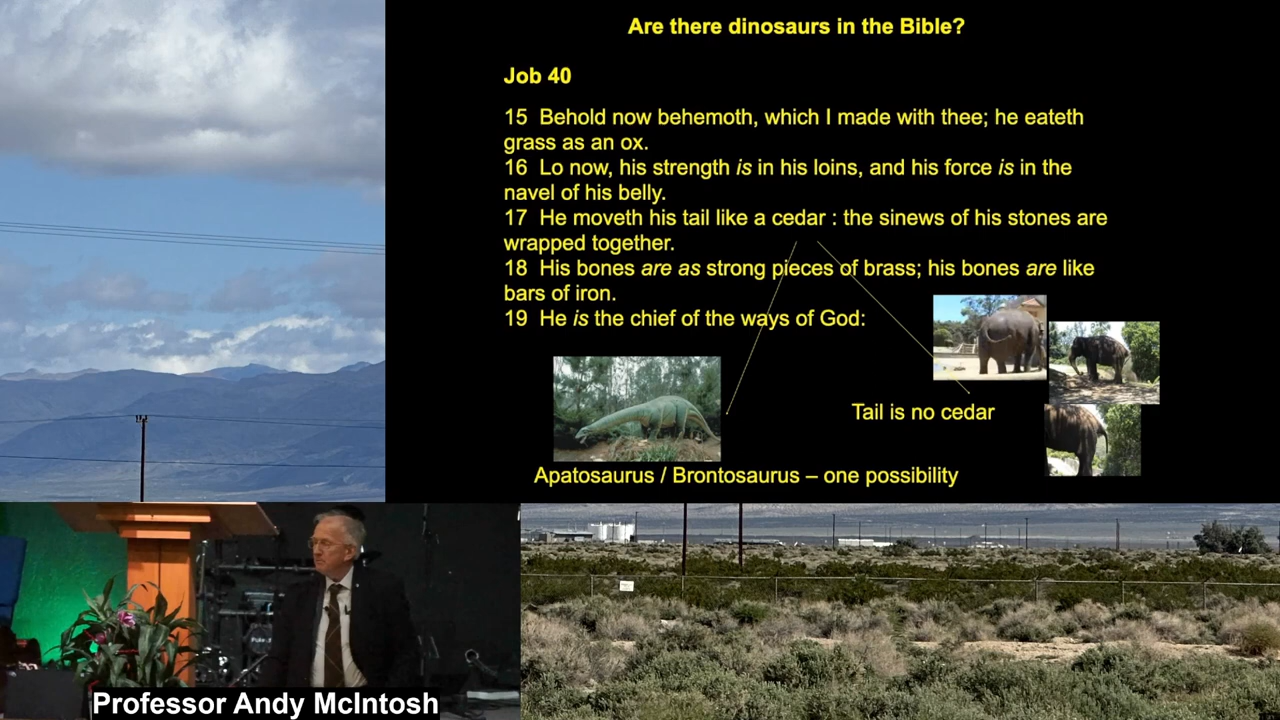 Are there dinosaurs in the Bible?
Job 40
15 Behold now behemoth, which I made with thee; he eateth
grass as an ox.
16 Lo now, his strength is in his loins, and his force is in the
navel of his belly.
17 He moveth his tail like a cedar : the sinews of his stones are
wrapped together.
18 His bones are as strong pieces of brass; his bones are like
bars of iron.
19 He is the chief of the ways of God:
Tail is no cedar
Apatosaurus / Brontosaurus – one possibility
Professor Andy McIntosh